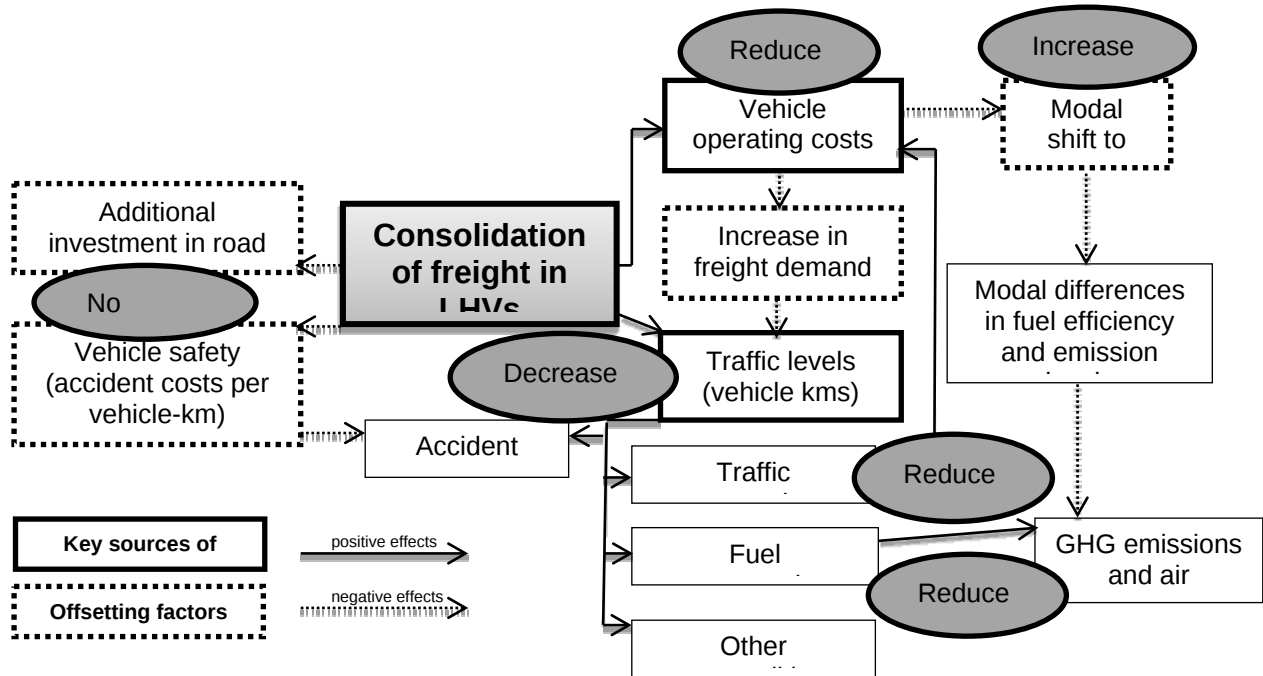 Reduce
Increase
Vehicle
operating costs
Modal
shift to
Additional
investment in road
Consolidation
of freight in
LHVs
Increase in
freight demand
No
Modal differences
in fuel efficiency
and emission
Vehicle safety
(accident costs per
vehicle-km)
Decrease
Traffic levels
(vehicle kms)
Accident
Traffic
Reduce
Key sources of
positive effects
Fuel
GHG emissions
and air
Offsetting factors
negative effects
Reduce
Other